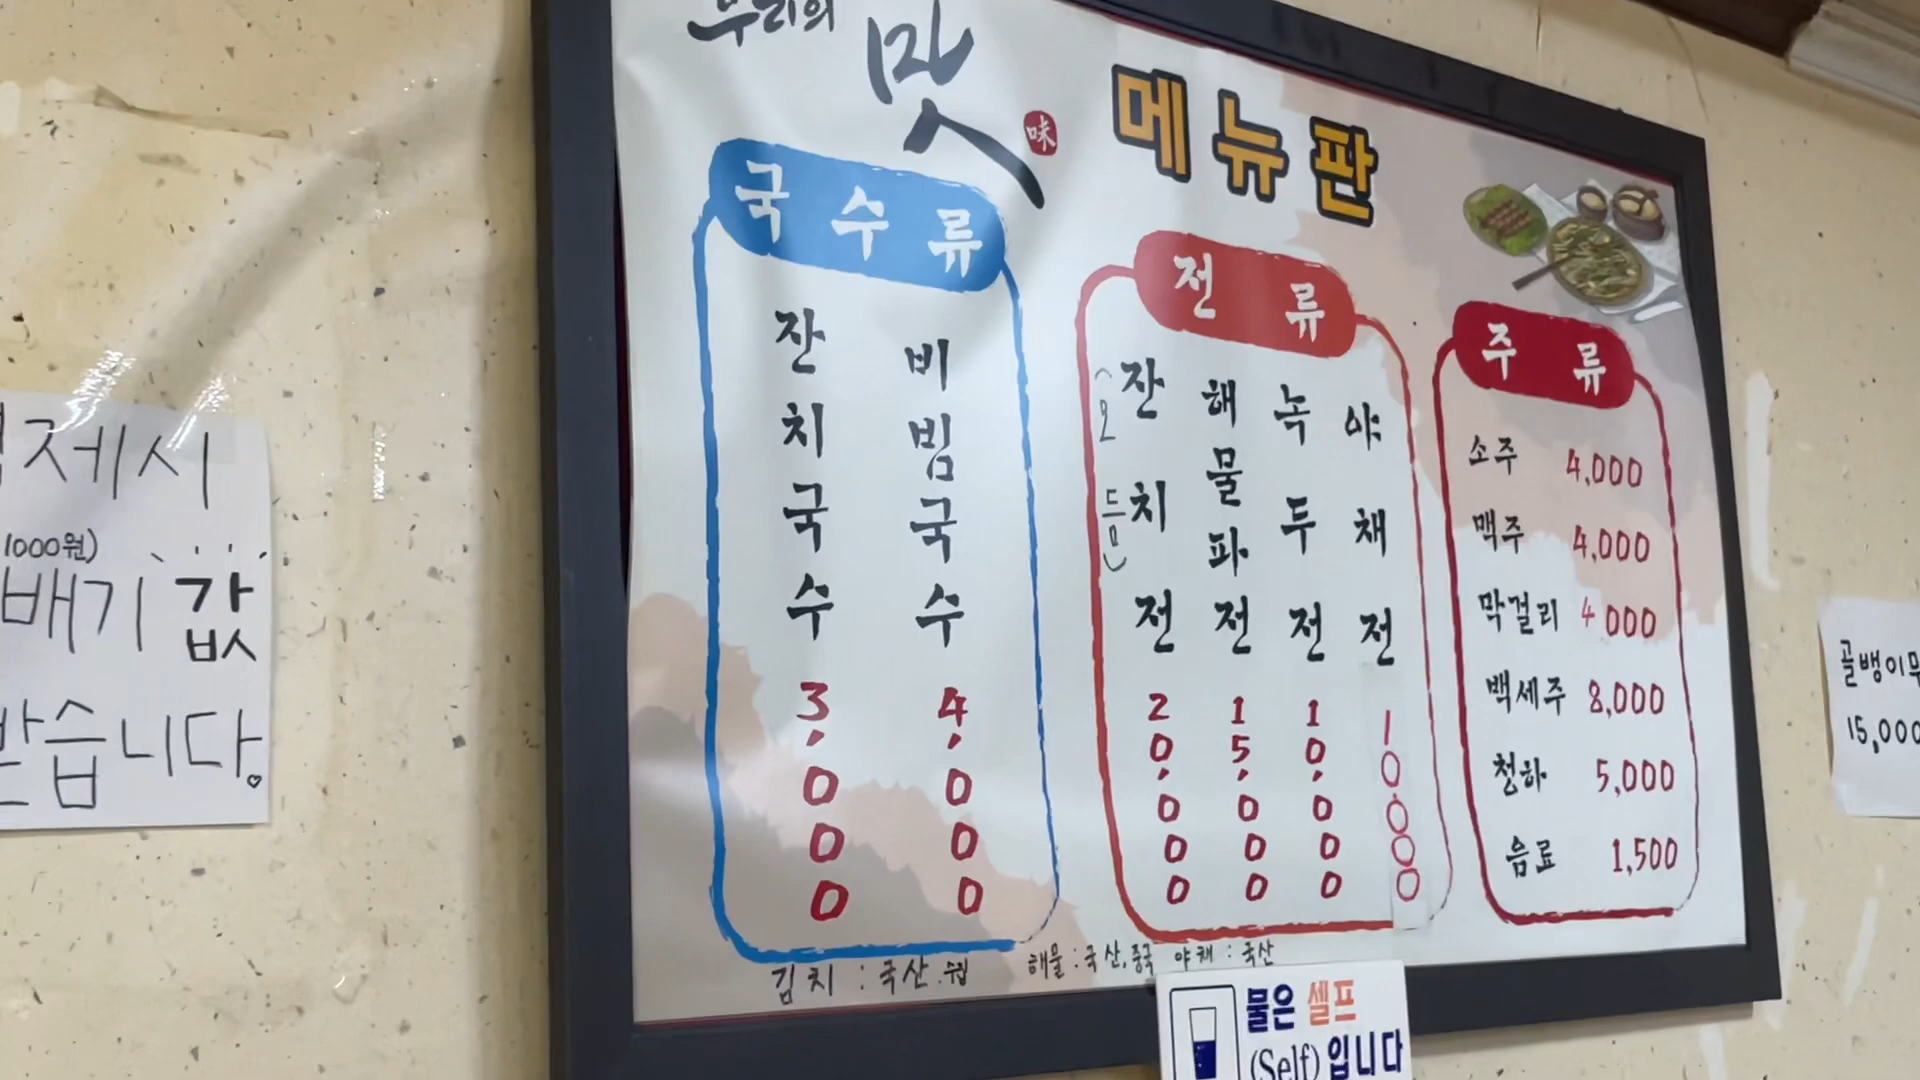 우리의 맛 味
메뉴판
국수류
잔치국수 3,000
비빔국수 4,000
전류
잔치전 (모듬) 20,000
해물파전 15,000
녹두전 10,000
야채전 10,000
주류
소주 4,000
맥주 4,000
막걸리 4000
백세주 8,000
청하 5,000
음료 1,500
김치 : 국산.수입
해물 : 국산,중국 야채 : 국산
물은 셀프
(Self) 입니다
제시
1000원)
배기 값
받습니다.
골뱅이무
15,000